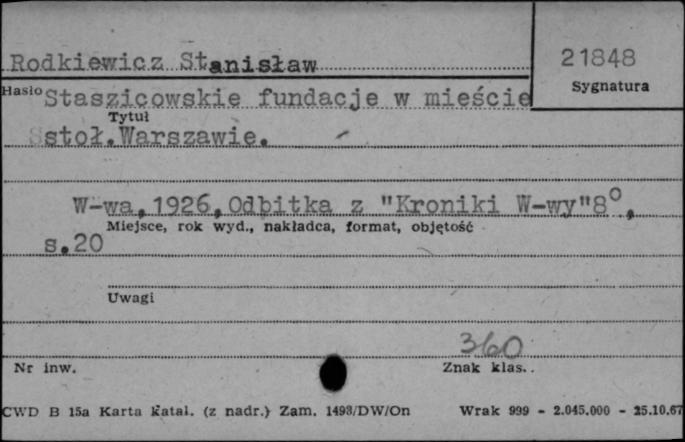 Rodkiewicz Stanisław
21848
Sygnatura
Hasło
Staszicowskie fundacje w mieście
Tytuł
stoł.Warszawie.
W-wa,1926,Odbitka z "Kroniki W-wy"8°,
Miejsce, rok wyd., nakładca, format, objętość
s.20
Uwagi
360
Nr inw.
Znak klas..
CWD B 15a Karta katal. (z nadr.) Zam. 1493/DW/On Wrak 999 - 2.045.000 - 25.10.67